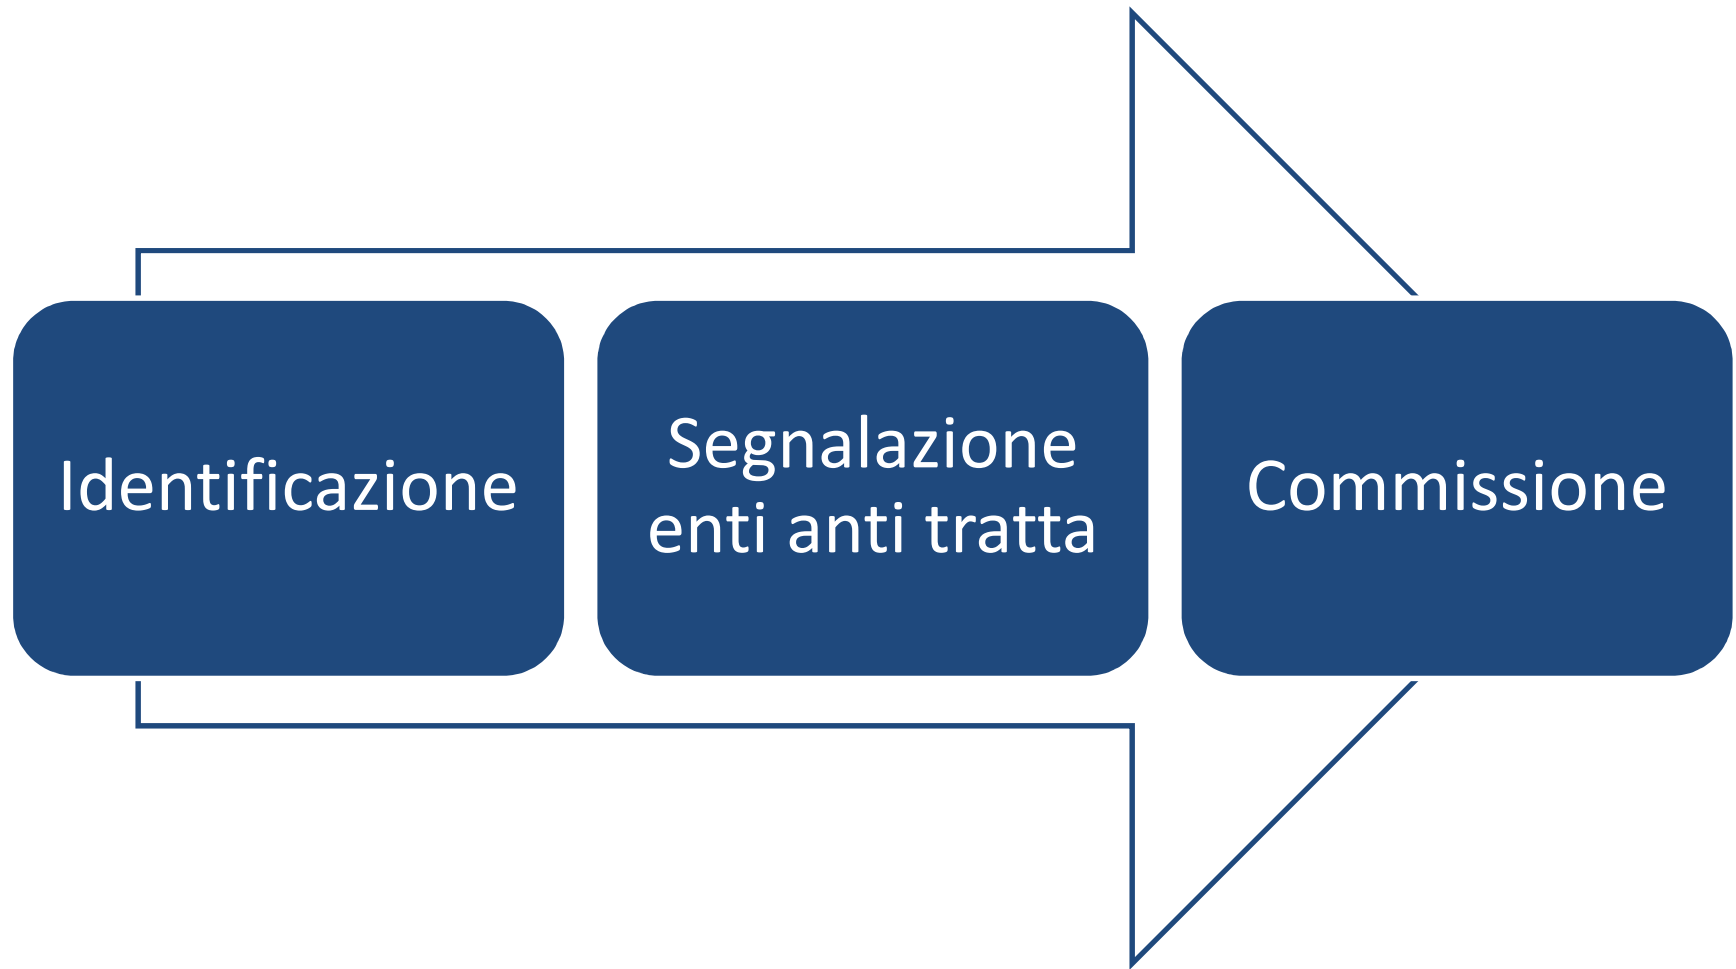 Identificazione
Segnalazione
enti anti tratta
Commissione